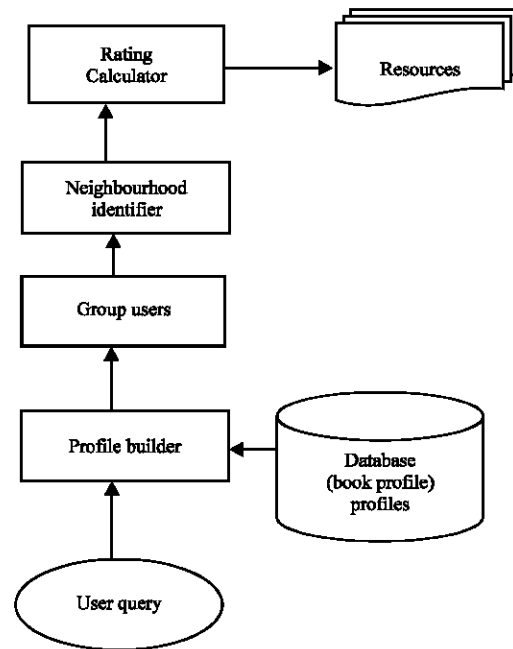 Rating
Calculator
Resources
Neighbourhood
identifier
Group users
Profile builder
Database
(book profile)
profiles
User query